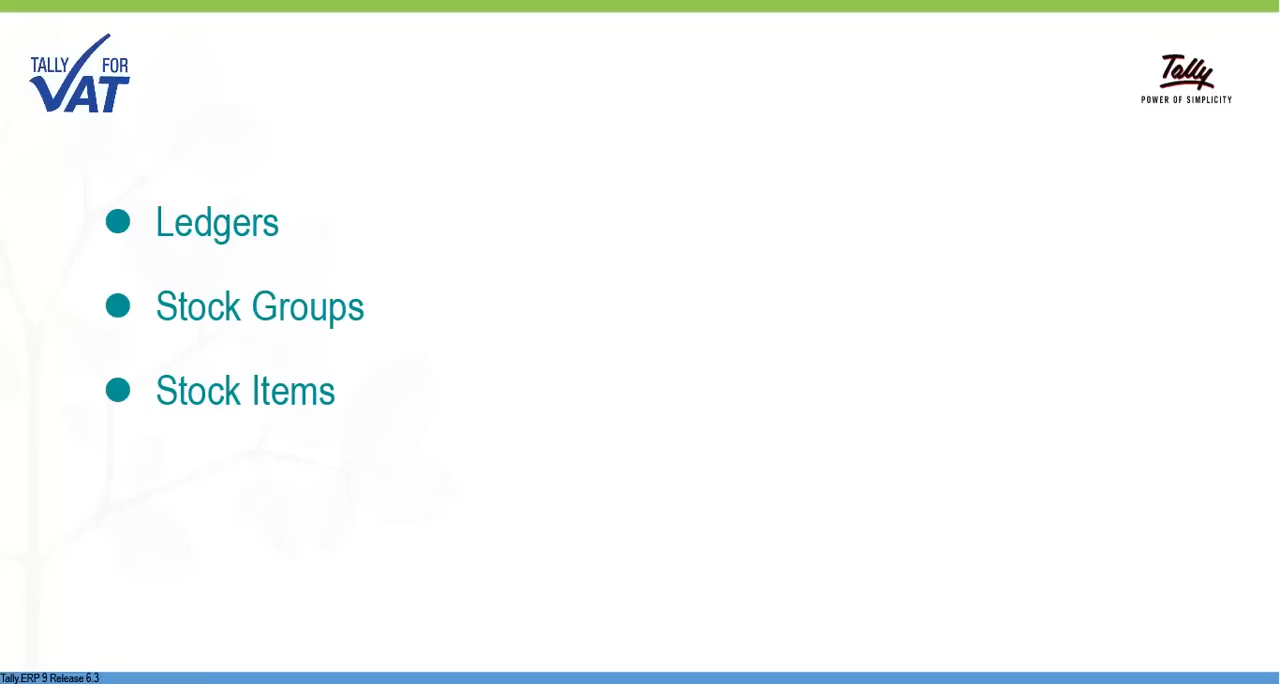 TALLY FOR
VAT
Tally
POWER OF SIMPLICITY
Ledgers
Stock Groups
Stock Items
Tally.ERP 9 Release 6.3